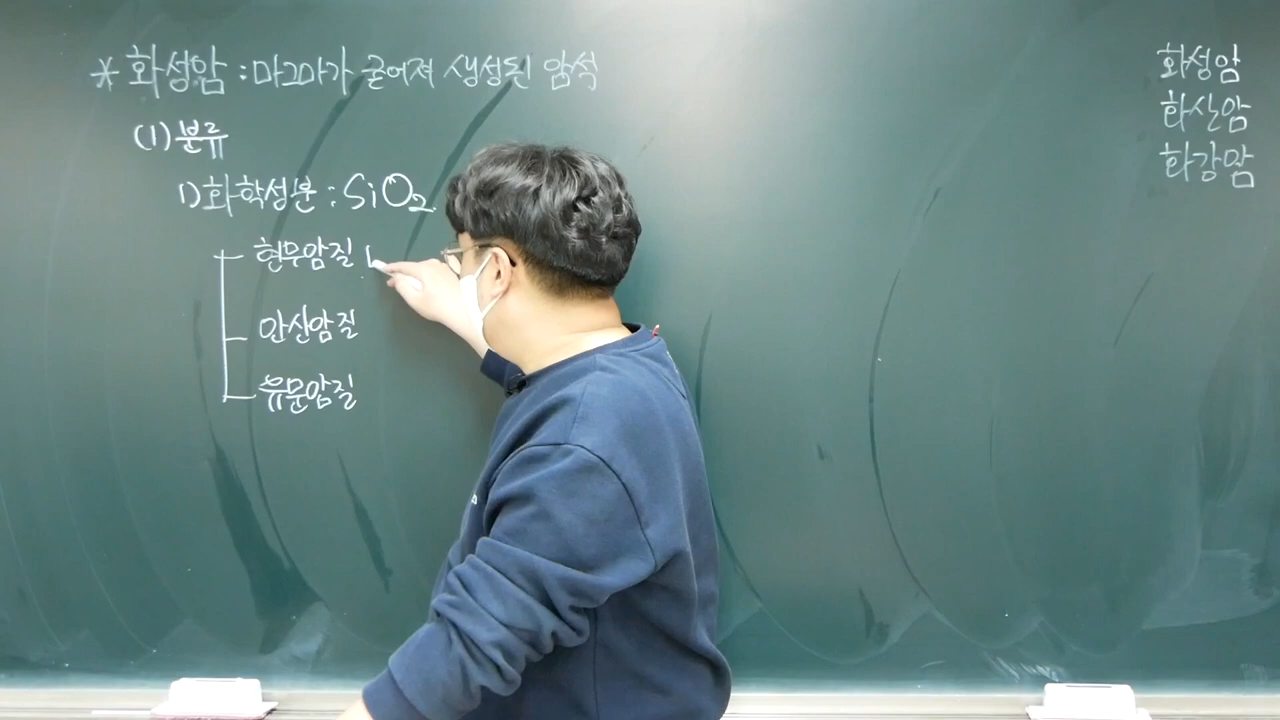 * 화성암 : 마그마가 굳어져 생성된 암석
(1) 분류
1) 화학성분 : SiO2
현무암질
안산암질
유문암질
화성암
화산암
화강암